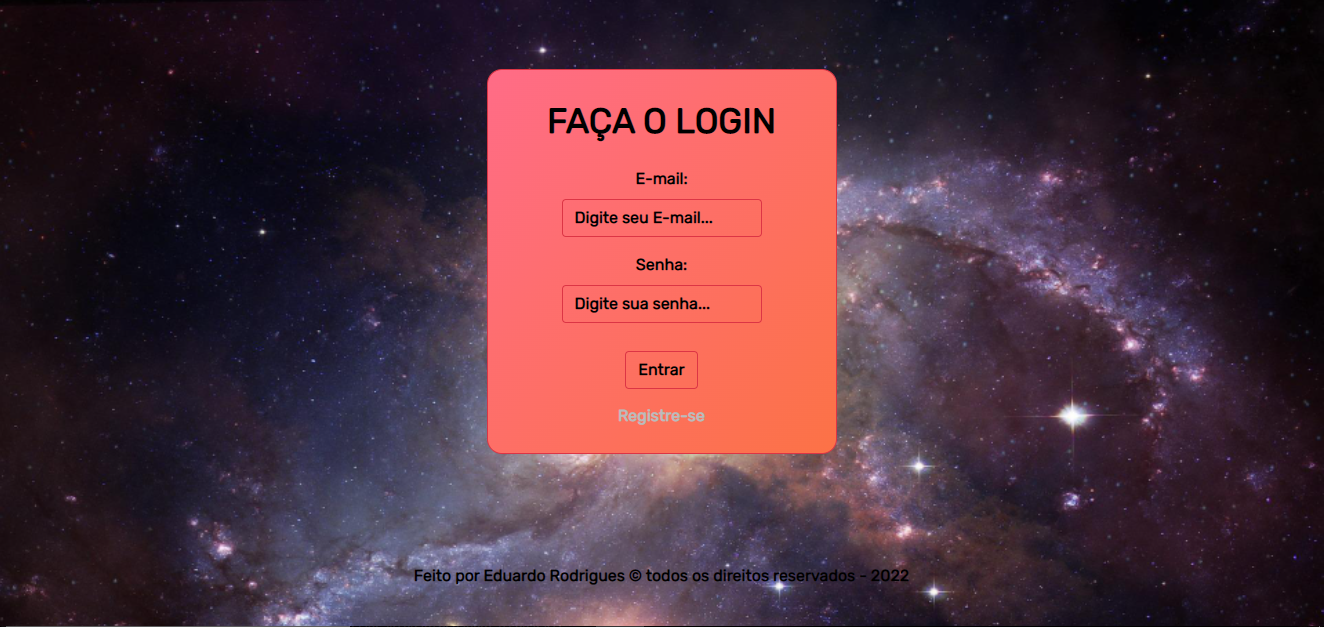 FAÇA O LOGIN
E-mail:
Digite seu E-mail...
Senha:
Digite sua senha...
Entrar
Registre-se
Feito por Eduardo Rodrigues © todos os direitos reservados - 2022